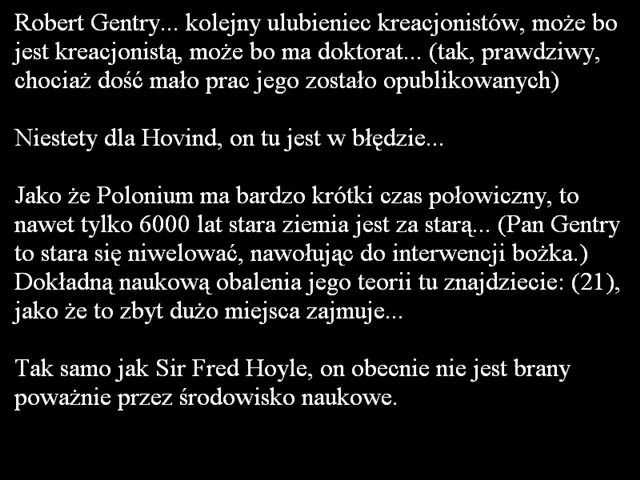 Robert Gentry... kolejny ulubieniec kreacjonistów, może bo
jest kreacjonistą, może bo ma doktorat... (tak, prawdziwy,
chociaż dość mało prac jego zostało opublikowanych)
Niestety dla Hovind, on tu jest w błędzie...
Jako że Polonium ma bardzo krótki czas połowiczny, to
nawet tylko 6000 lat stara ziemia jest za starą... (Pan Gentry
to stara się niwelować, nawołując do interwencji bożka.)
Dokładną naukową obalenia jego teorii tu znajdziecie: (21),
jako że to zbyt dużo miejsca zajmuje...
Tak samo jak Sir Fred Hoyle, on obecnie nie jest brany
poważnie przez środowisko naukowe.